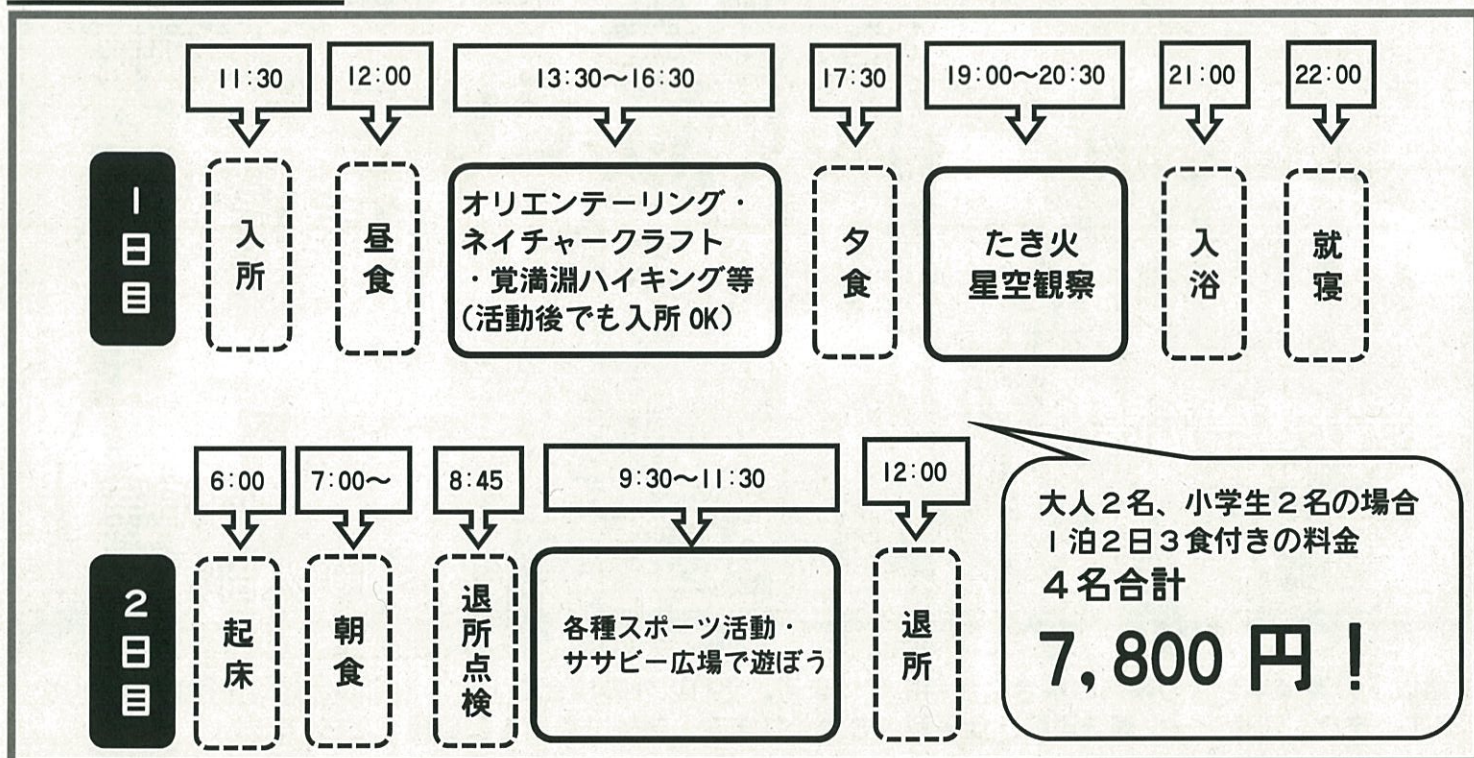 11:30
12:00
13:30～16:30
17:30
19:00～20:30
21:00
22:00
1日目
入所
昼食
オリエンテーリング・
ネイチャークラフト
・覚満淵ハイキング等
(活動後でも入所 OK)
夕食
たき火
星空観察
入浴
就寝
6:00
7:00～
8:45
9:30～11:30
12:00
2日目
起床
朝食
退所点検
各種スポーツ活動・
ササビー広場で遊ぼう
退所
大人2名、小学生2名の場合
1泊2日3食付きの料金
4名合計
7,800 円！